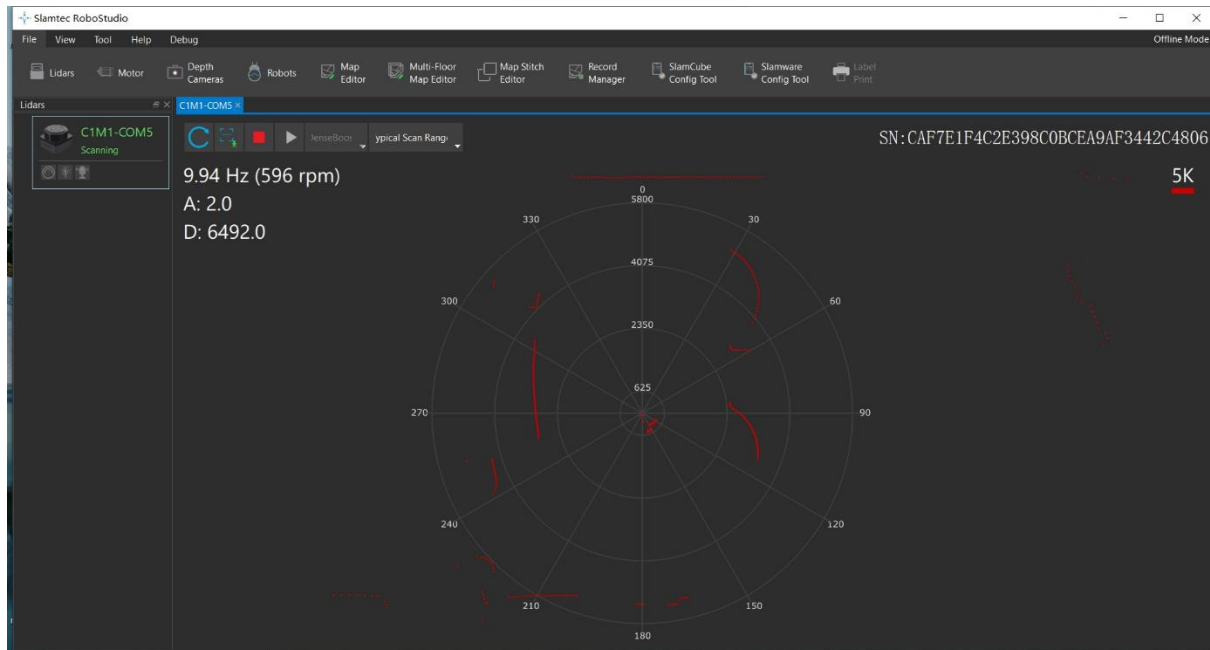 Slamtec RoboStudio
File View Tool Help Debug Offline Mode
Lidars Motor Depth Cameras Robots Map Editor Multi-Floor Map Editor Map Stitch Editor Record Manager SlamCube Config Tool Slamware Config Tool Label Print
Lidars C1M1-COM5
C1M1-COM5
Scanning
ypical Scan Rang
SN:CAF7E1F4C2E398C0BCEA9AF3442C4806
9.94 Hz (596 rpm)
A: 2.0
D: 6492.0
5K
0
5800
330
30
4075
300
60
2350
625
270
90
240
120
210
150
180